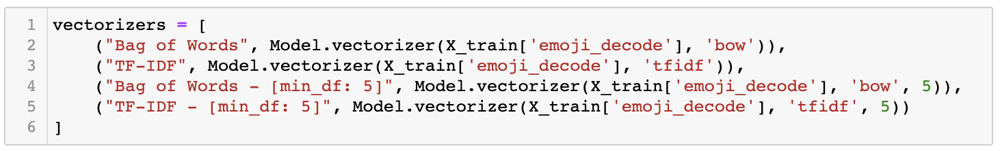 1 vectorizers = [
2     ("Bag of Words", Model.vectorizer(X_train['emoji_decode'], 'bow')),
3     ("TF-IDF", Model.vectorizer(X_train['emoji_decode'], 'tfidf')),
4     ("Bag of Words - [min_df: 5]", Model.vectorizer(X_train['emoji_decode'], 'bow', 5)),
5     ("TF-IDF - [min_df: 5]", Model.vectorizer(X_train['emoji_decode'], 'tfidf', 5))
6 ]